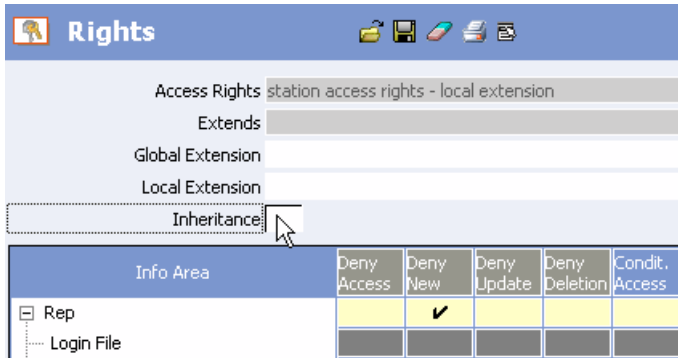 Rights
Access Rights station access rights - local extension
Extends
Global Extension
Local Extension
Inheritance
Info Area Deny Access Deny New Deny Update Deny Deletion Condit. Access
Rep
Login File